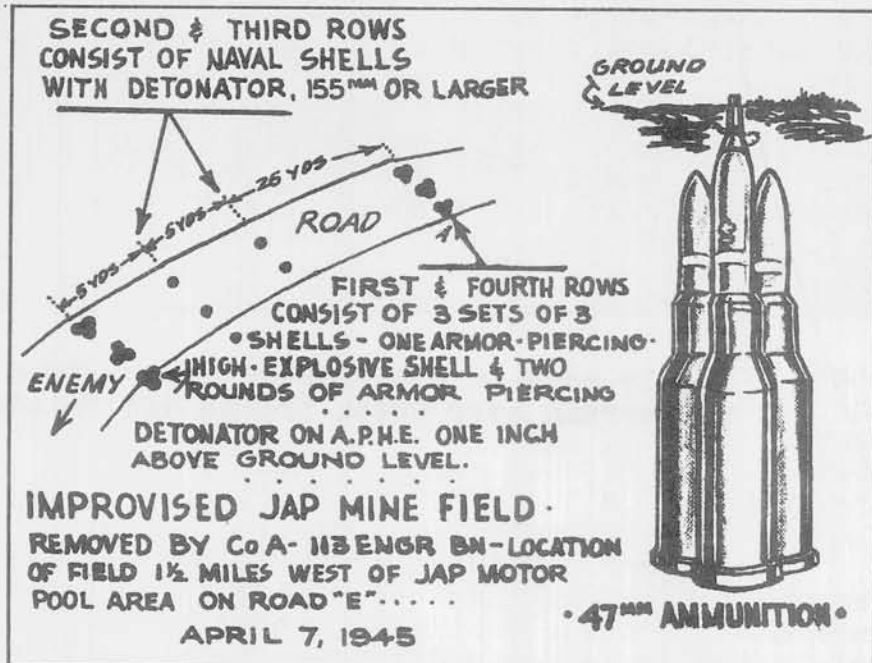 SECOND & THIRD ROWS
CONSIST OF NAVAL SHELLS
WITH DETONATOR, 155MM OR LARGER
GROUND
LEVEL
25 YDS
5 YDS
5 YDS
ROAD
A
FIRST & FOURTH ROWS
CONSIST OF 3 SETS OF 3
SHELLS - ONE ARMOR-PIERCING-
HIGH-EXPLOSIVE SHELL & TWO
ROUNDS OF ARMOR PIERCING
ENEMY
DETONATOR ON A.P.H.E. ONE INCH
ABOVE GROUND LEVEL.
IMPROVISED JAP MINE FIELD.
REMOVED BY Co A- 113 ENGR BN-LOCATION
OF FIELD 1½ MILES WEST OF JAP MOTOR
POOL AREA ON ROAD "E".....
APRIL 7, 1945
·47MM AMMUNITION·